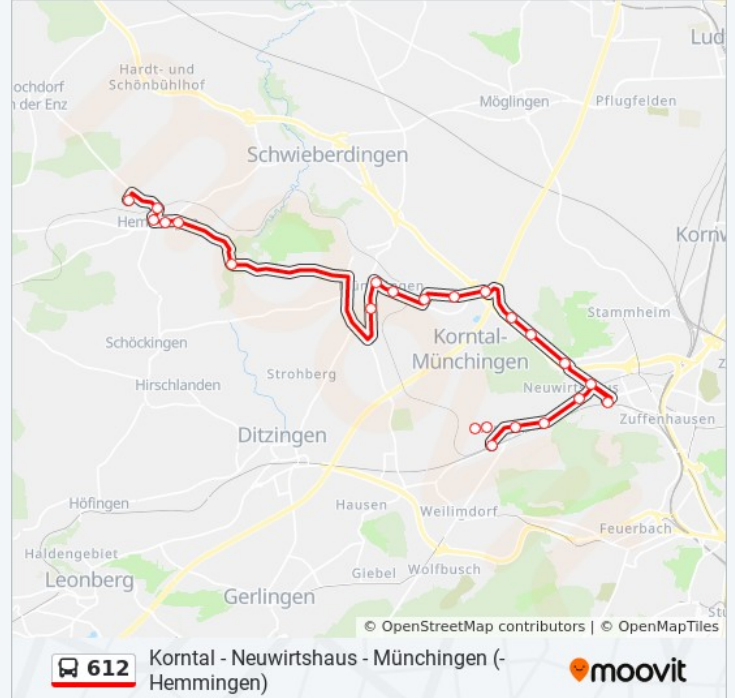 Lud
Hardt- und
Schönbühlhof
ochdorf
der Enz
Möglingen
Pflugfelden
Schwieberdingen
Hem
Kornw
Stammheim
Korntal-
Münchingen
Schöckingen
Strohberg
Hirschlanden
Neuwirtshaus
Zuffenhausen
Ditzingen
Höfingen
Hausen
Weilimdorf
Feuerbach
Haldengebiet
Giebel
Wolfbusch
Leonberg
Gerlingen
Stu
© OpenStreetMap contributors | © OpenMapTiles
612
Korntal - Neuwirtshaus - Münchingen (-
Hemmingen)
moovit